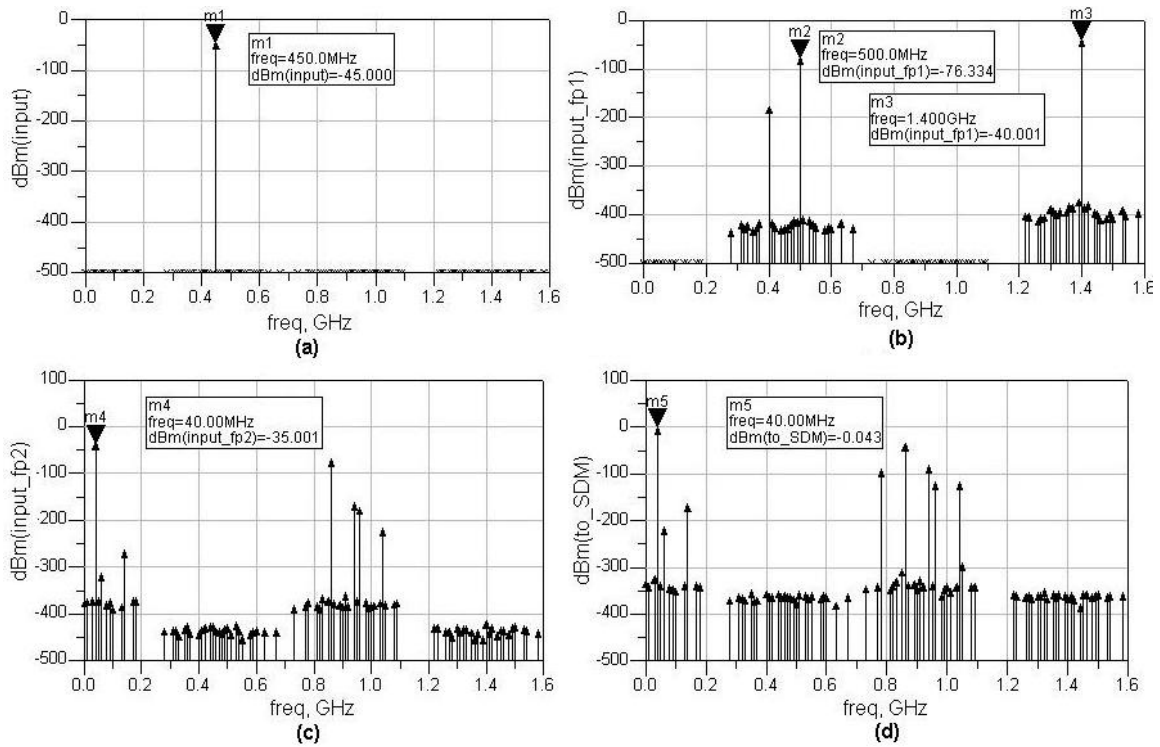 m1
m1
freq=450.0MHz
dBm(input)=-45.000
dBm(input)
0
-100
-200
-300
-400
-500
0.0 0.2 0.4 0.6 0.8 1.0 1.2 1.4 1.6
freq, GHz
(a)
m2
m3
m2
freq=500.0MHz
dBm(input_fp1)=-76.334
m3
freq=1.400GHz
dBm(input_fp1)=-40.001
dBm(input_fp1)
0
-100
-200
-300
-400
-500
0.0 0.2 0.4 0.6 0.8 1.0 1.2 1.4 1.6
freq, GHz
(b)
m4
m4
freq=40.00MHz
dBm(input_fp2)=-35.001
dBm(input_fp2)
100
0
-100
-200
-300
-400
-500
0.0 0.2 0.4 0.6 0.8 1.0 1.2 1.4 1.6
freq, GHz
(c)
m5
m5
freq=40.00MHz
dBm(to_SDM)=-0.043
dBm(to_SDM)
100
0
-100
-200
-300
-400
-500
0.0 0.2 0.4 0.6 0.8 1.0 1.2 1.4 1.6
freq, GHz
(d)